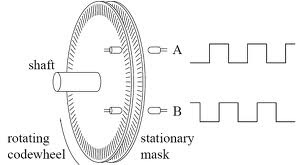 A
shaft
B
rotating
codewheel
stationary
mask